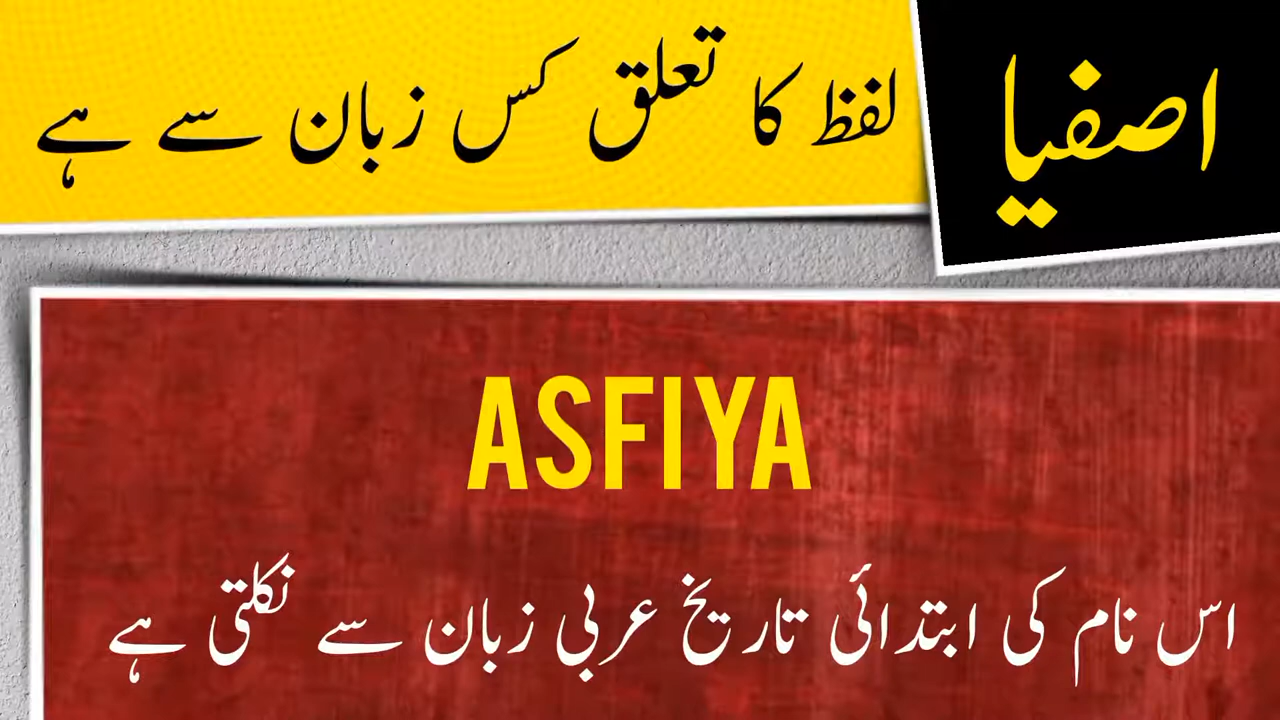 اصفیا
لفظ کا تعلق کس زبان سے ہے
ASFIYA
اس نام کی ابتدائی تاریخ عربی زبان سے نکلتی ہے